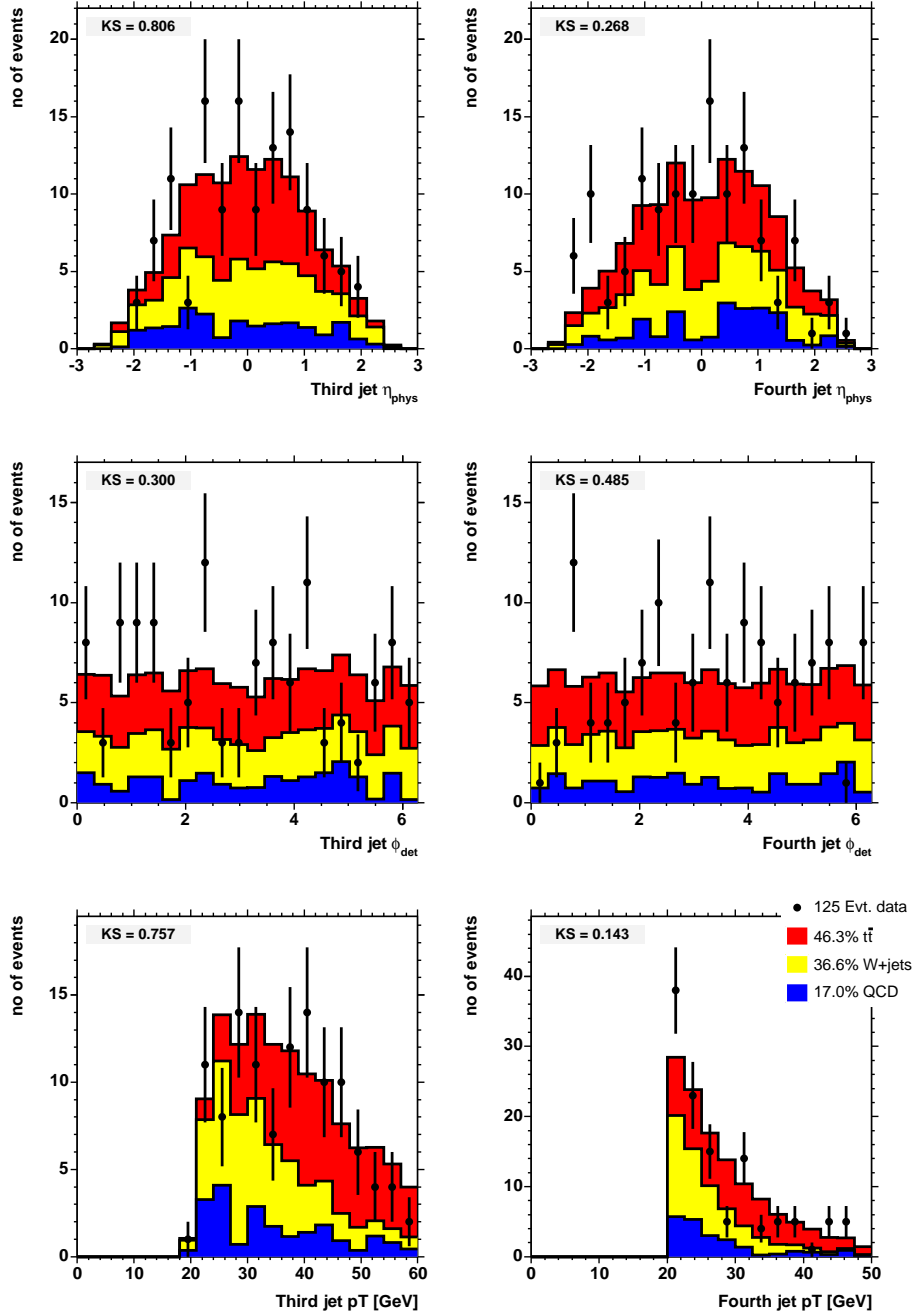 KS = 0.806
no of events
20
15
10
5
0
-3 -2 -1 0 1 2 3
Third jet η_phys
KS = 0.268
no of events
20
15
10
5
0
-3 -2 -1 0 1 2 3
Fourth jet η_phys
KS = 0.300
no of events
15
10
5
0
0 2 4 6
Third jet ϕ_det
KS = 0.485
no of events
15
10
5
0
0 2 4 6
Fourth jet ϕ_det
KS = 0.757
no of events
15
10
5
0
0 10 20 30 40 50 60
Third jet pT [GeV]
KS = 0.143
no of events
40
30
20
10
0
0 10 20 30 40 50
Fourth jet pT [GeV]
125 Evt. data
46.3% tt̄
36.6% W+jets
17.0% QCD